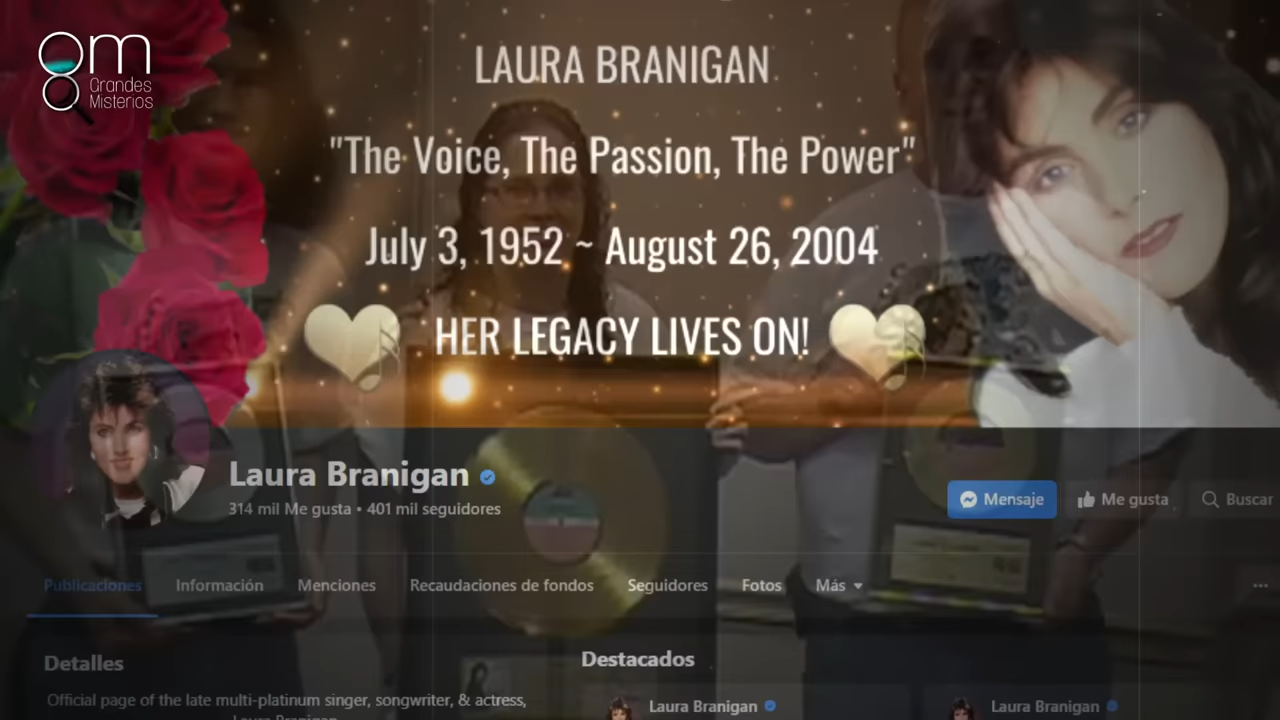 8m
Grandes
Misterios
LAURA BRANIGAN
"The Voice, The Passion, The Power"
July 3, 1952 ~ August 26, 2004
HER LEGACY LIVES ON!
Laura Branigan
314 mil Me gusta • 401 mil seguidores
Mensaje
Me gusta
Buscar
Publicaciones
Información
Menciones
Recaudaciones de fondos
Seguidores
Fotos
Más
Detalles
Destacados
Official page of the late multi-platinum singer, songwriter, & actress,
Laura Branigan
Laura Branigan
Laura Branigan